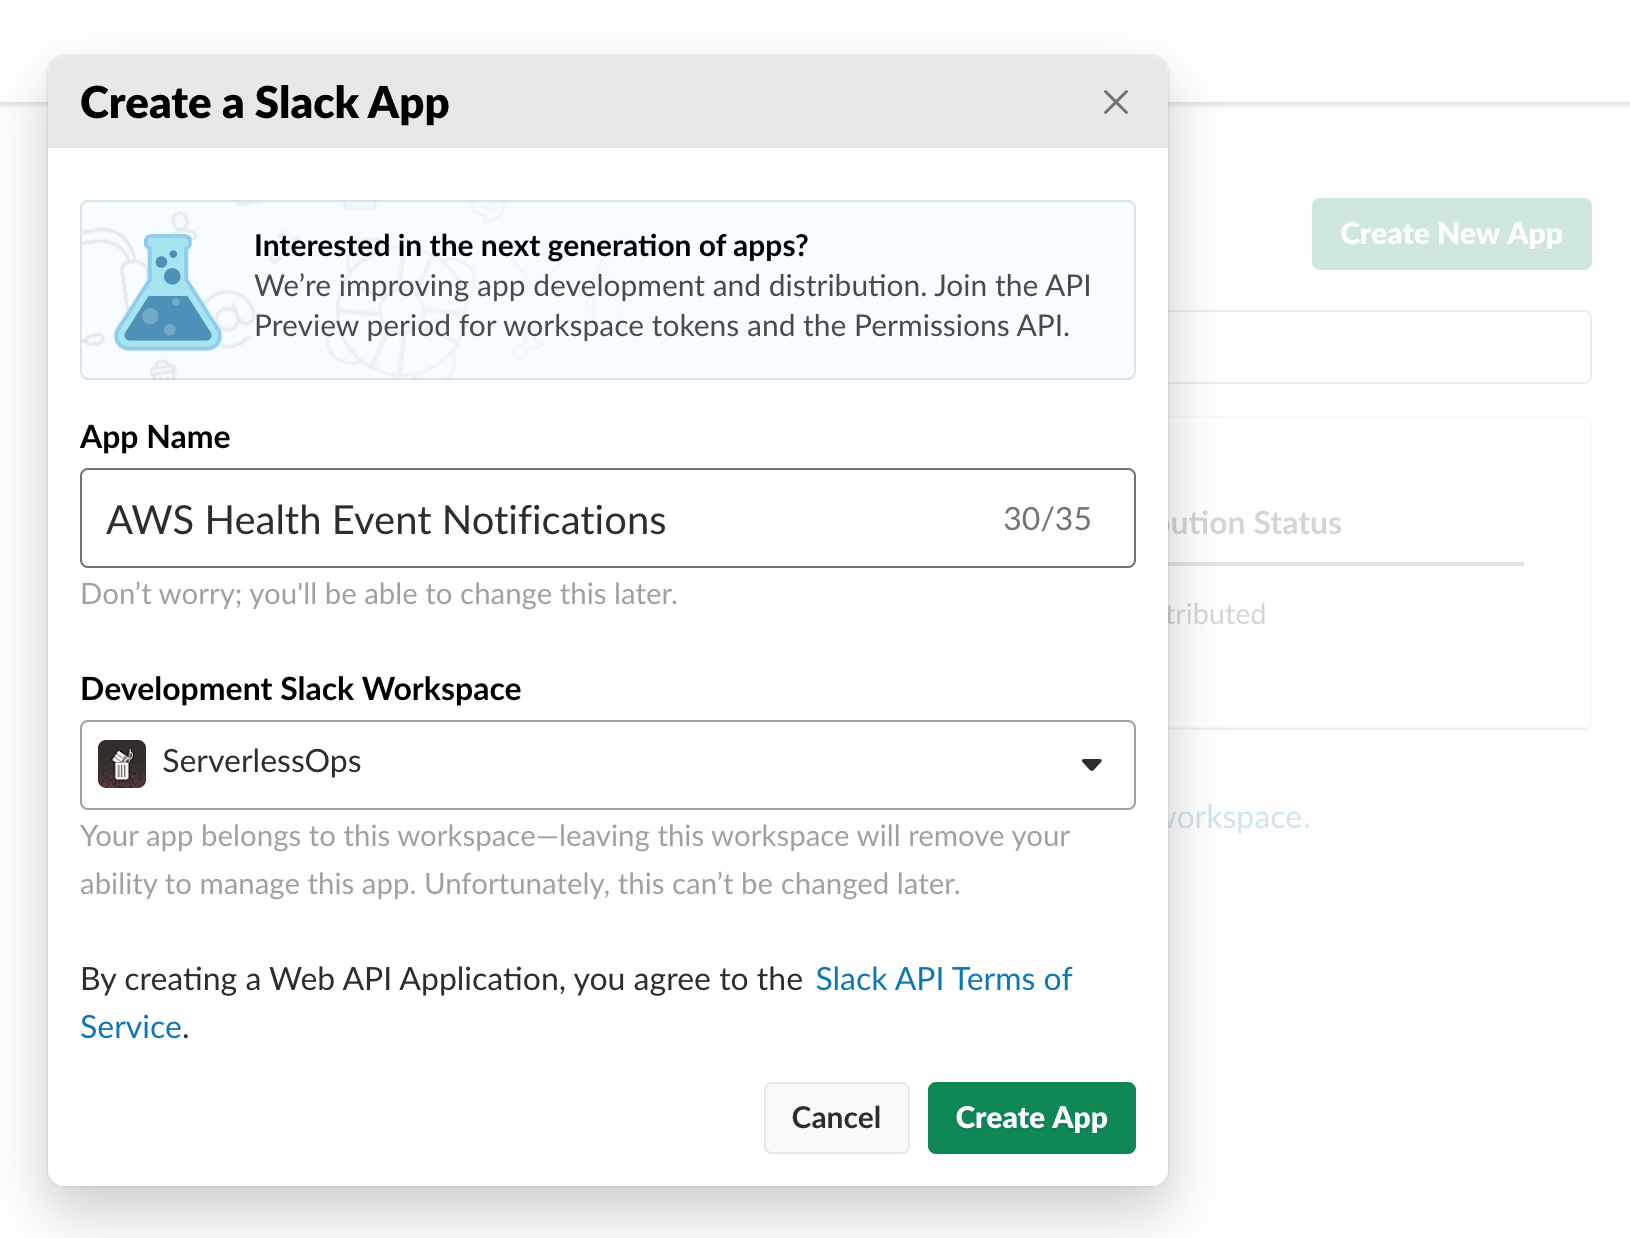 Create a Slack App
Interested in the next generation of apps?
We’re improving app development and distribution. Join the API
Preview period for workspace tokens and the Permissions API.
App Name
AWS Health Event Notifications 30/35
Don’t worry; you'll be able to change this later.
Development Slack Workspace
ServerlessOps
Your app belongs to this workspace—leaving this workspace will remove your
ability to manage this app. Unfortunately, this can’t be changed later.
By creating a Web API Application, you agree to the Slack API Terms of
Service.
Cancel Create App
Create New App
Status